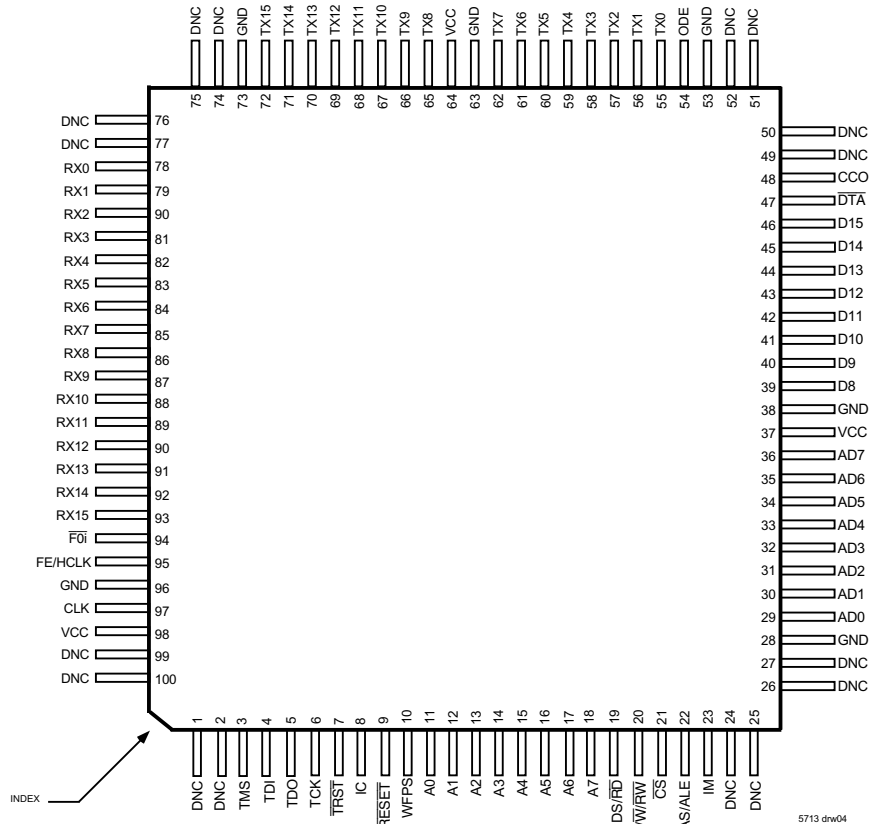 DNC DNC GND TX15 TX14 TX13 TX12 TX11 TX10 TX9 TX8 VCC GND TX7 TX6 TX5 TX4 TX3 TX2 TX1 TX0 ODE GND DNC DNC
75 74 73 72 71 70 69 68 67 66 65 64 63 62 61 60 59 58 57 56 55 54 53 52 51
DNC 76
DNC 77
RX0 78
RX1 79
RX2 90
RX3 81
RX4 82
RX5 83
RX6 84
RX7 85
RX8 86
RX9 87
RX10 88
RX11 89
RX12 90
RX13 91
RX14 92
RX15 93
F0i 94
FE/HCLK 95
GND 96
CLK 97
VCC 98
DNC 99
DNC 100
50 DNC
49 DNC
48 CCO
47 DTA
46 D15
45 D14
44 D13
43 D12
42 D11
41 D10
40 D9
39 D8
38 GND
37 VCC
36 AD7
35 AD6
34 AD5
33 AD4
32 AD3
31 AD2
30 AD1
29 AD0
28 GND
27 DNC
26 DNC
1 2 3 4 5 6 7 8 9 10 11 12 13 14 15 16 17 18 19 20 21 22 23 24 25
DNC DNC TMS TDI TDO TCK TRST IC RESET WFPS A0 A1 A2 A3 A4 A5 A6 A7 DS/RD /W/RW CS AS/ALE IM DNC DNC
INDEX
5713 drw04